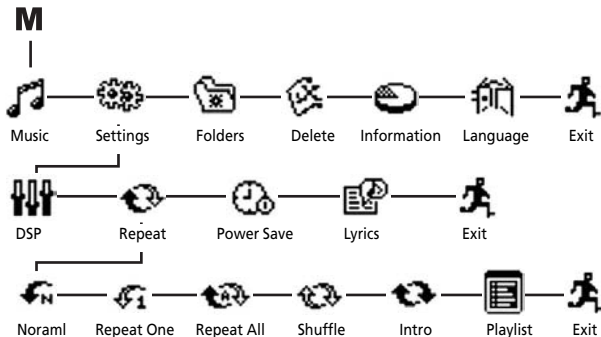 M
Music Settings Folders Delete Information Language Exit
DSP Repeat Power Save Lyrics Exit
N 1 A
Noraml Repeat One Repeat All Shuffle Intro Playlist Exit